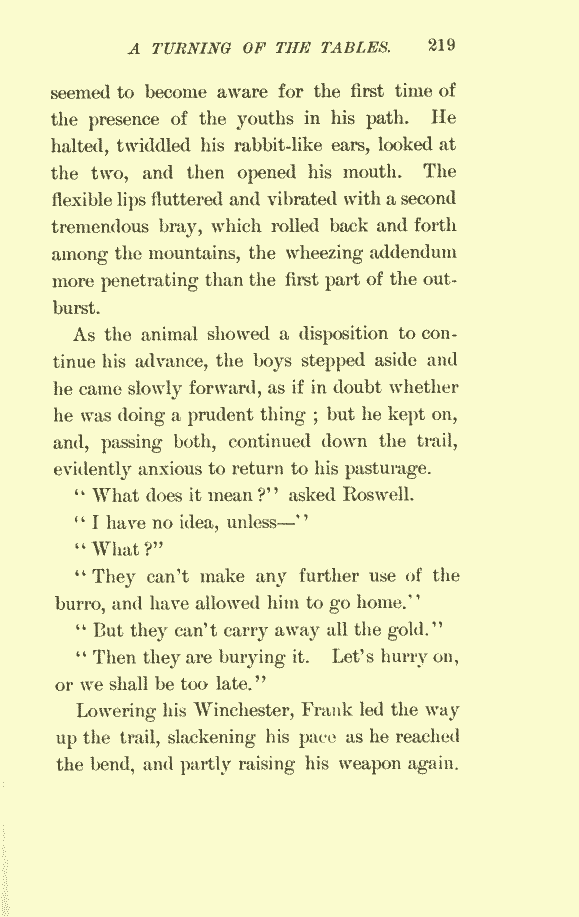 A TURNING OF THE TABLES. 219
seemed to become aware for the first time of
the presence of the youths in his path. He
halted, twiddled his rabbit-like ears, looked at
the two, and then opened his mouth. The
flexible lips fluttered and vibrated with a second
tremendous bray, which rolled back and forth
among the mountains, the wheezing addendum
more penetrating than the first part of the out-
burst.
As the animal showed a disposition to con-
tinue his advance, the boys stepped aside and
he came slowly forward, as if in doubt whether
he was doing a prudent thing ; but he kept on,
and, passing both, continued down the trail,
evidently anxious to return to his pasturage.
“ What does it mean ?” asked Roswell.
“ I have no idea, unless—”
“ What ?”
“ They can’t make any further use of the
burro, and have allowed him to go home.”
“ But they can’t carry away all the gold.”
“ Then they are burying it. Let’s hurry on,
or we shall be too late.”
Lowering his Winchester, Frank led the way
up the trail, slackening his pace as he reached
the bend, and partly raising his weapon again.